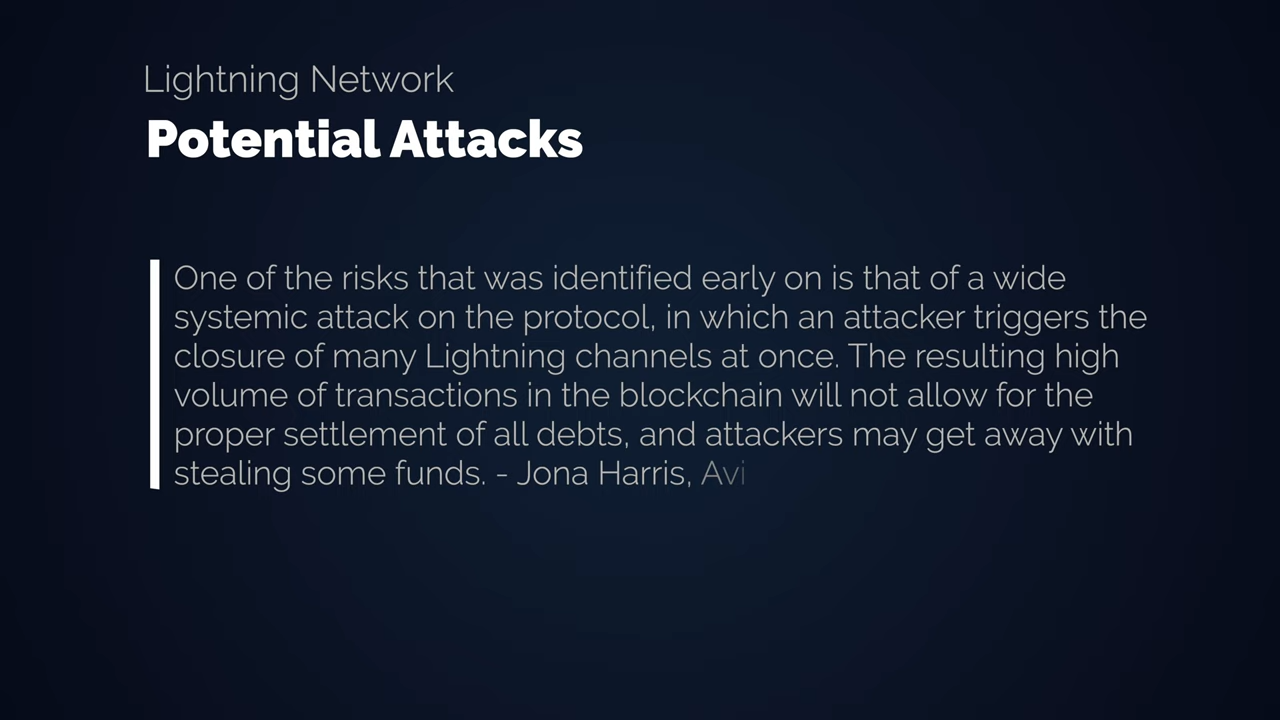 Lightning Network
Potential Attacks
One of the risks that was identified early on is that of a wide
systemic attack on the protocol, in which an attacker triggers the
closure of many Lightning channels at once. The resulting high
volume of transactions in the blockchain will not allow for the
proper settlement of all debts, and attackers may get away with
stealing some funds. - Jona Harris, Avi